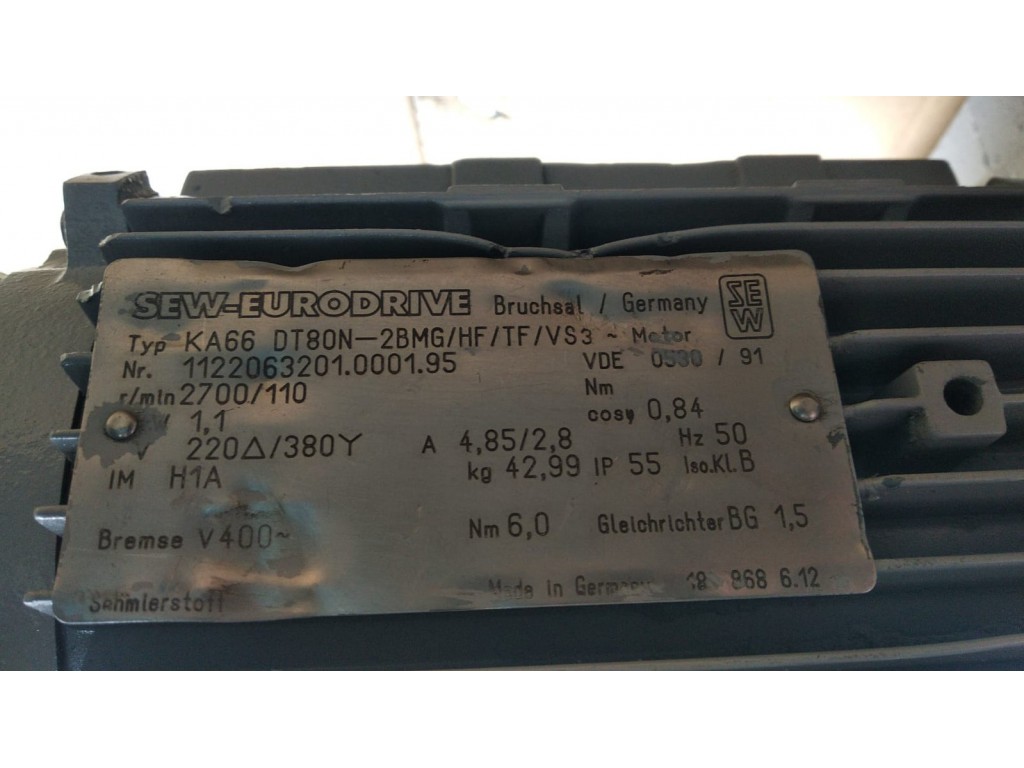 SEW-EURODRIVE Bruchsal / Germany SEW
Typ KA66 DT80N-2BMG/HF/TF/VS3 ~ Motor
Nr. 1122063201.0001.95 VDE 0530 / 91
r/min 2700/110 Nm
1,1 cosφ 0,84
V 220Δ/380Y A 4,85/2,8 Hz 50
IM H1A kg 42,99 IP 55 Iso.Kl. B
Bremse V 400~ Nm 6,0 Gleichrichter BG 1,5
Schmierstoff Made in Germany 868 6.12